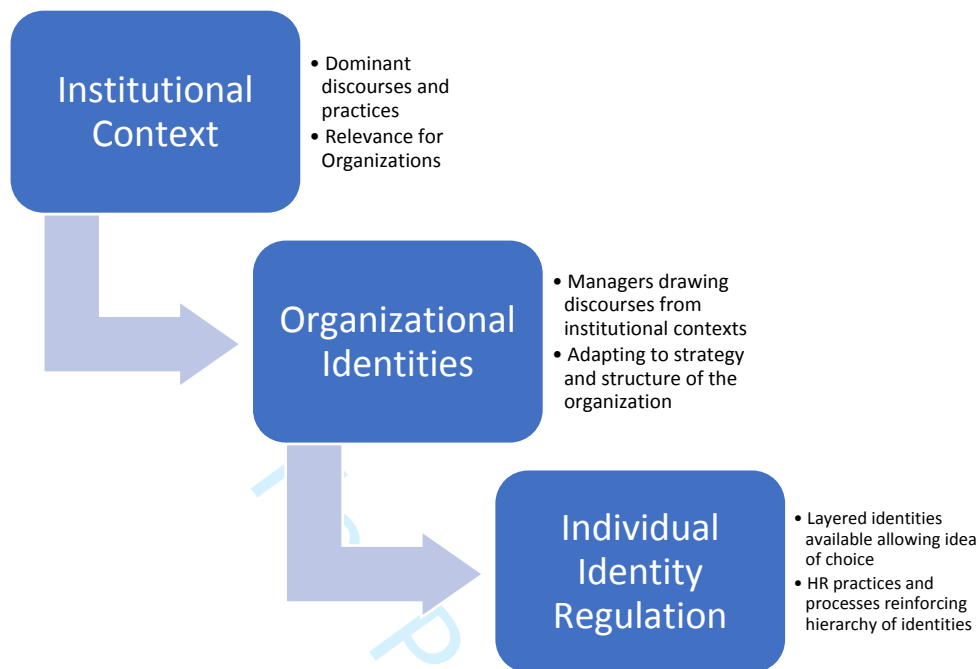 Institutional
Context
• Dominant
discourses and
practices
• Relevance for
Organizations
Organizational
Identities
• Managers drawing
discourses from
institutional contexts
• Adapting to strategy
and structure of the
organization
Individual
Identity
Regulation
• Layered identities
available allowing idea
of choice
• HR practices and
processes reinforcing
hierarchy of identities